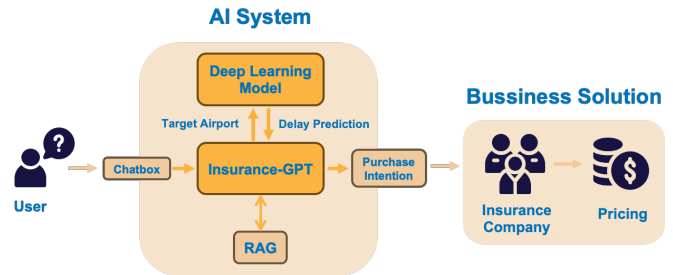 AI System
Deep Learning
Model
Target Airport
Delay Prediction
Bussiness Solution
?
Chatbox
Insurance-GPT
Purchase
Intention
$
User
Insurance
Company
Pricing
RAG